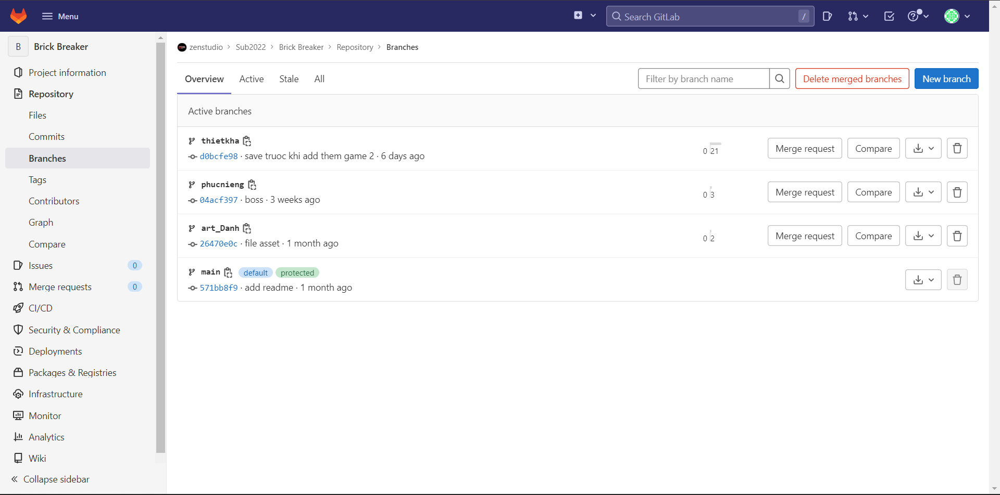 Menu
Search GitLab
/
B Brick Breaker
Project information
Repository
Files
Commits
Branches
Tags
Contributors
Graph
Compare
Issues 0
Merge requests 0
CI/CD
Security & Compliance
Deployments
Packages & Registries
Infrastructure
Monitor
Analytics
Wiki
Collapse sidebar
zenstudio › Sub2022 › Brick Breaker › Repository › Branches
Overview Active Stale All
Filter by branch name
Delete merged branches
New branch
Active branches
thietkha
d0bcfe98 · save truoc khi add them game 2 · 6 days ago
0 21
Merge request Compare
phucnieng
04acf397 · boss · 3 weeks ago
0 3
Merge request Compare
art_Danh
26470e0c · file asset · 1 month ago
0 2
Merge request Compare
main default protected
571bb8f9 · add readme · 1 month ago